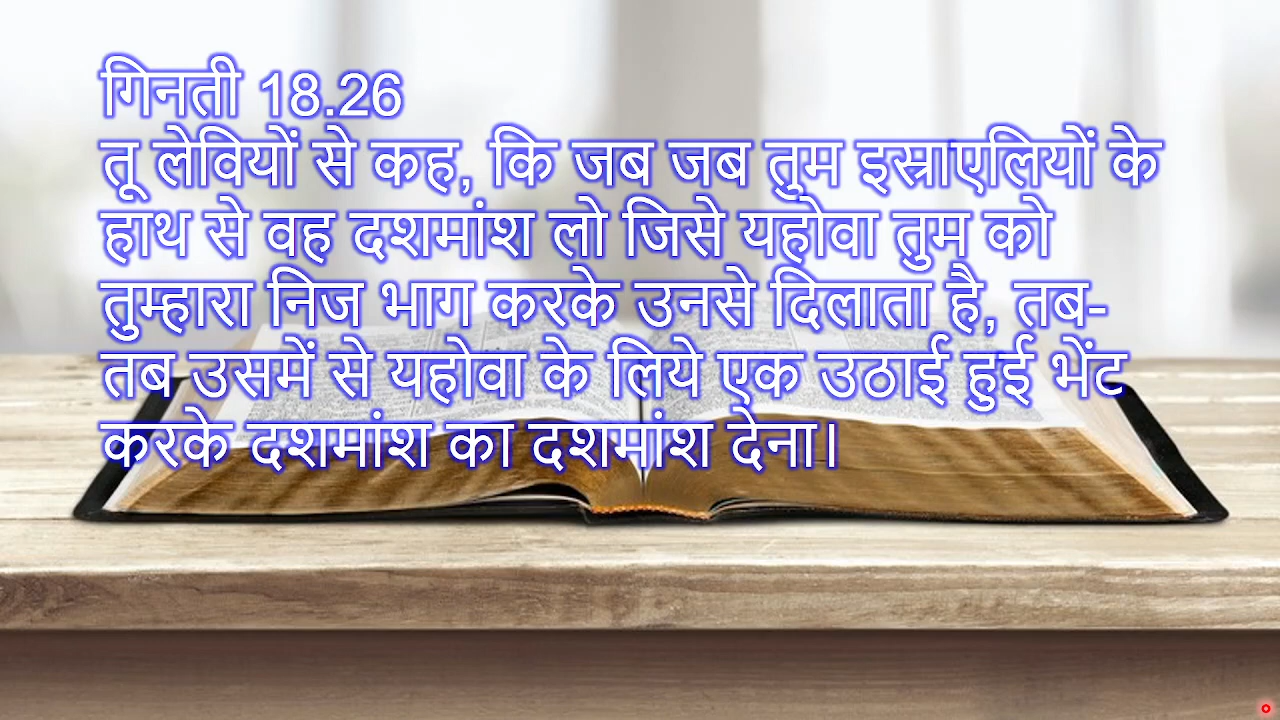 गिनती 18.26
तू लेवियों से कह, कि जब जब तुम इस्राएलियों के
हाथ से वह दशमांश लो जिसे यहोवा तुम को
तुम्हारा निज भाग करके उनसे दिलाता है, तब-
तब उसमें से यहोवा के लिये एक उठाई हुई भेंट
करके दशमांश का दशमांश देना।